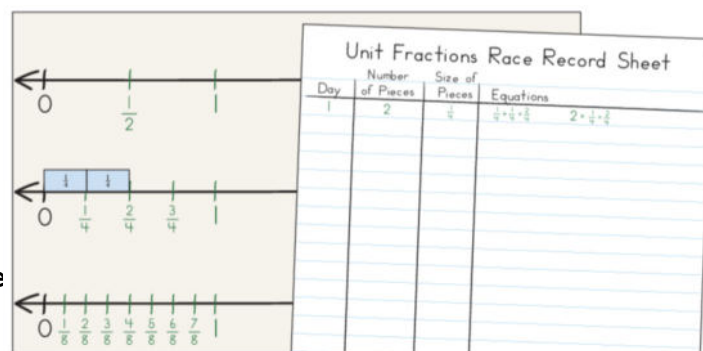 Unit Fractions Race Record Sheet
Day
Number of Pieces
Size of Pieces
Equations
1
2
1/4
1/4 + 1/4 = 2/4
2 × 1/4 = 2/4
0
1/2
1
1/4 1/4
0 1/4 2/4 3/4 1
0 1/8 2/8 3/8 4/8 5/8 6/8 7/8 1